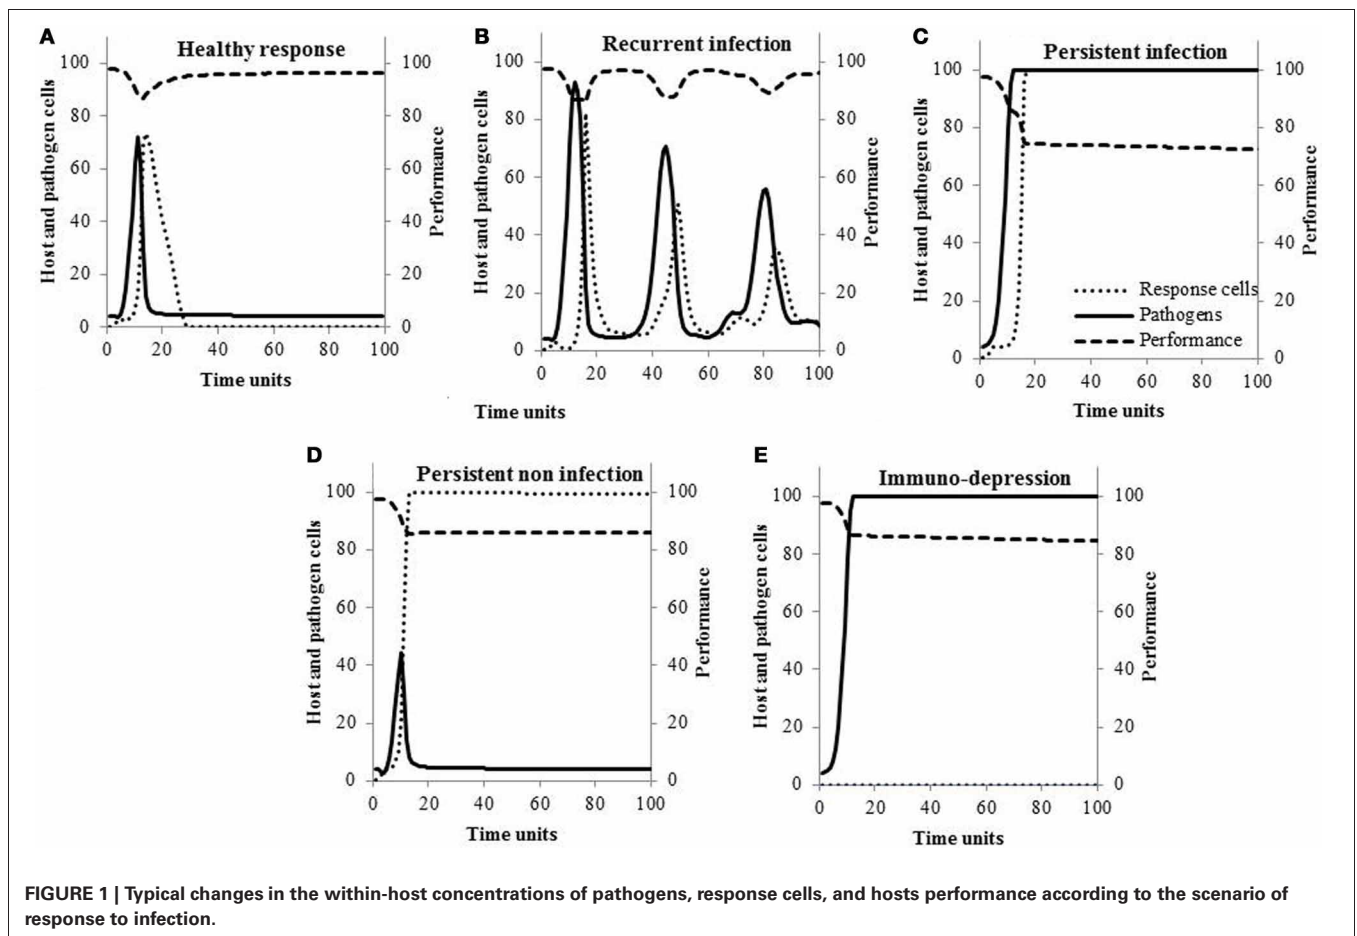 A
Healthy response
Host and pathogen cells
100
80
60
40
20
0
100
80
60
40
20
0
Performance
0 20 40 60 80 100
Time units
B
Recurrent infection
Host and pathogen cells
100
80
60
40
20
0
100
80
60
40
20
0
Performance
0 20 40 60 80 100
Time units
C
Persistent infection
Host and pathogen cells
100
80
60
40
20
0
100
80
60
40
20
0
Performance
Response cells
Pathogens
Performance
0 20 40 60 80 100
Time units
D
Persistent non infection
Host and pathogen cells
100
80
60
40
20
0
100
80
60
40
20
0
Performance
0 20 40 60 80 100
Time units
E
Immuno-depression
Host and pathogen cells
100
80
60
40
20
0
100
80
60
40
20
0
Performance
0 20 40 60 80 100
Time units
FIGURE 1 | Typical changes in the within-host concentrations of pathogens, response cells, and hosts performance according to the scenario of
response to infection.